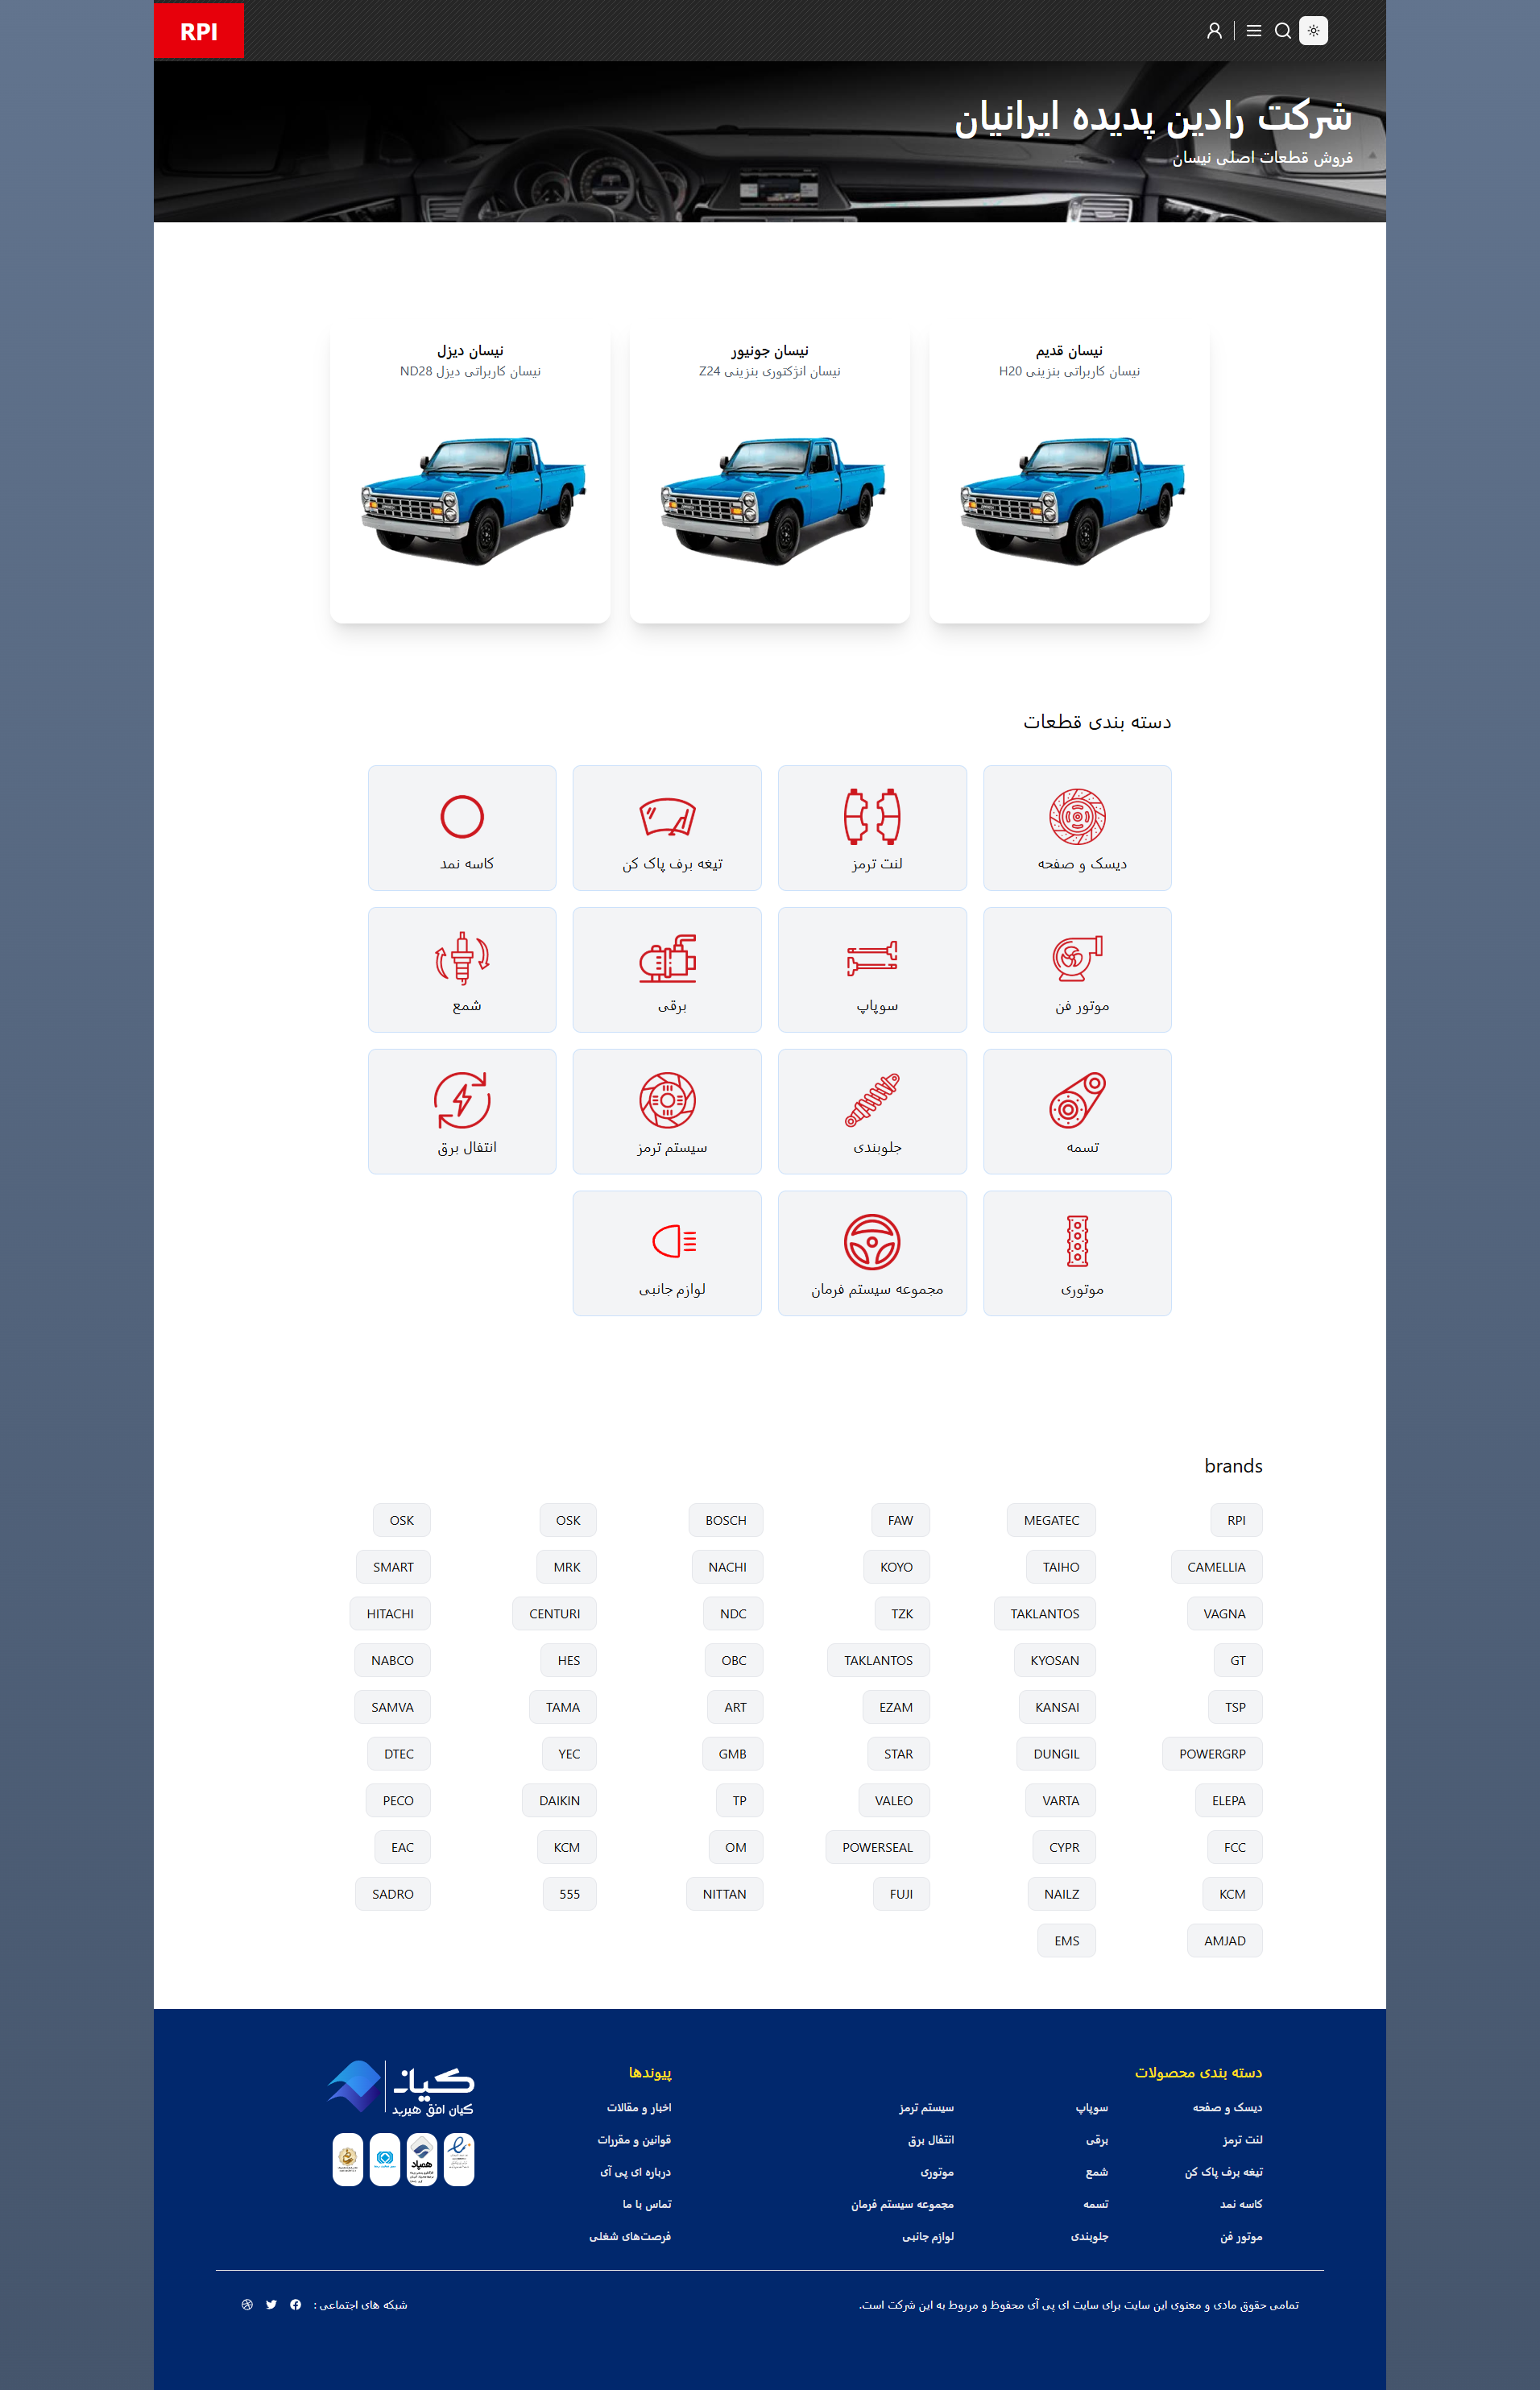 RPI
شرکت رادین پدیده ایرانیان
فروش قطعات اصلی نیسان
نیسان قدیم
نیسان کاربراتی بنزینی H20
نیسان جونیور
نیسان انژکتوری بنزینی Z24
نیسان دیزل
نیسان کاربراتی دیزل ND28
دسته بندی قطعات
دیسک و صفحه
لنت ترمز
تیغه برف پاک کن
کاسه نمد
موتور فن
سوپاپ
برقی
شمع
تسمه
جلوبندی
سیستم ترمز
انتفال برق
موتوری
مجموعه سیستم فرمان
لوازم جانبی
brands
RPI
MEGATEC
FAW
BOSCH
OSK
OSK
CAMELLIA
TAIHO
KOYO
NACHI
MRK
SMART
VAGNA
TAKLANTOS
TZK
NDC
CENTURI
HITACHI
GT
KYOSAN
TAKLANTOS
OBC
HES
NABCO
TSP
KANSAI
EZAM
ART
TAMA
SAMVA
POWERGRP
DUNGIL
STAR
GMB
YEC
DTEC
ELEPA
VARTA
VALEO
TP
DAIKIN
PECO
FCC
CYPR
POWERSEAL
OM
KCM
EAC
KCM
NAILZ
FUJI
NITTAN
555
SADRO
AMJAD
EMS
دسته بندی محصولات
دیسک و صفحه
لنت ترمز
تیغه برف پاک کن
کاسه نمد
موتور فن
سوپاپ
برقی
شمع
تسمه
جلوبندی
سیستم ترمز
انتفال برق
موتوری
مجموعه سیستم فرمان
لوازم جانبی
پیوندها
اخبار و مقالات
قوانین و مقررات
درباره ای پی آی
تماس با ما
فرصت‌های شغلی
کیان
کیان افق هیربد
همیاد
تمامی حقوق مادی و معنوی این سایت برای سایت ای پی آی محفوظ و مربوط به این شرکت است.
شبکه های اجتماعی :